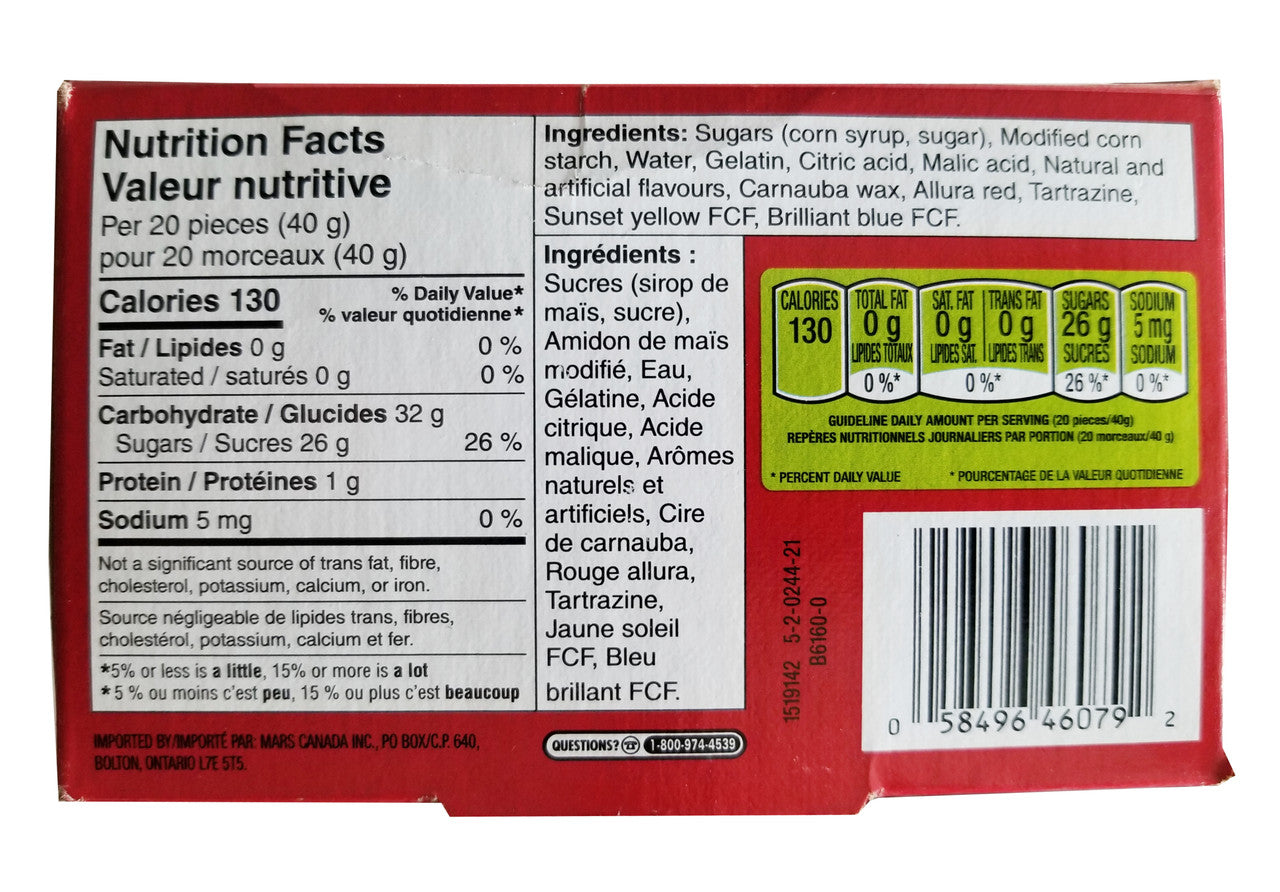 Nutrition Facts
Valeur nutritive
Per 20 pieces (40 g)
pour 20 morceaux (40 g)
Calories 130
% Daily Value*
% valeur quotidienne*
Fat / Lipides 0 g 0 %
Saturated / saturés 0 g 0 %
Carbohydrate / Glucides 32 g
Sugars / Sucres 26 g 26 %
Protein / Protéines 1 g
Sodium 5 mg 0 %
Not a significant source of trans fat, fibre,
cholesterol, potassium, calcium, or iron.
Source négligeable de lipides trans, fibres,
cholestérol, potassium, calcium et fer.
*5% or less is a little, 15% or more is a lot
*5 % ou moins c'est peu, 15 % ou plus c'est beaucoup
Ingredients: Sugars (corn syrup, sugar), Modified corn
starch, Water, Gelatin, Citric acid, Malic acid, Natural and
artificial flavours, Carnauba wax, Allura red, Tartrazine,
Sunset yellow FCF, Brilliant blue FCF.
Ingrédients :
Sucres (sirop de
maïs, sucre),
Amidon de maïs
modifié, Eau,
Gélatine, Acide
citrique, Acide
malique, Arômes
naturels et
artificiels, Cire
de carnauba,
Rouge allura,
Tartrazine,
Jaune soleil
FCF, Bleu
brillant FCF.
CALORIES
130
TOTAL FAT
0 g
LIPIDES TOTAUX
0 %*
SAT. FAT
0 g
LIPIDES SAT.
TRANS FAT
0 g
LIPIDES TRANS
0 %*
SUGARS
26 g
SUCRES
26 %*
SODIUM
5 mg
SODIUM
0 %*
GUIDELINE DAILY AMOUNT PER SERVING (20 pieces/40g)
REPÈRES NUTRITIONNELS JOURNALIERS PAR PORTION (20 morceaux/40 g)
* PERCENT DAILY VALUE * POURCENTAGE DE LA VALEUR QUOTIDIENNE
1519142 5-2-0244-21
B6160-0
0 58496 46079 2
IMPORTED BY/IMPORTÉ PAR: MARS CANADA INC., PO BOX/C.P. 640,
BOLTON, ONTARIO L7E 5T5.
QUESTIONS? 1-800-974-4539